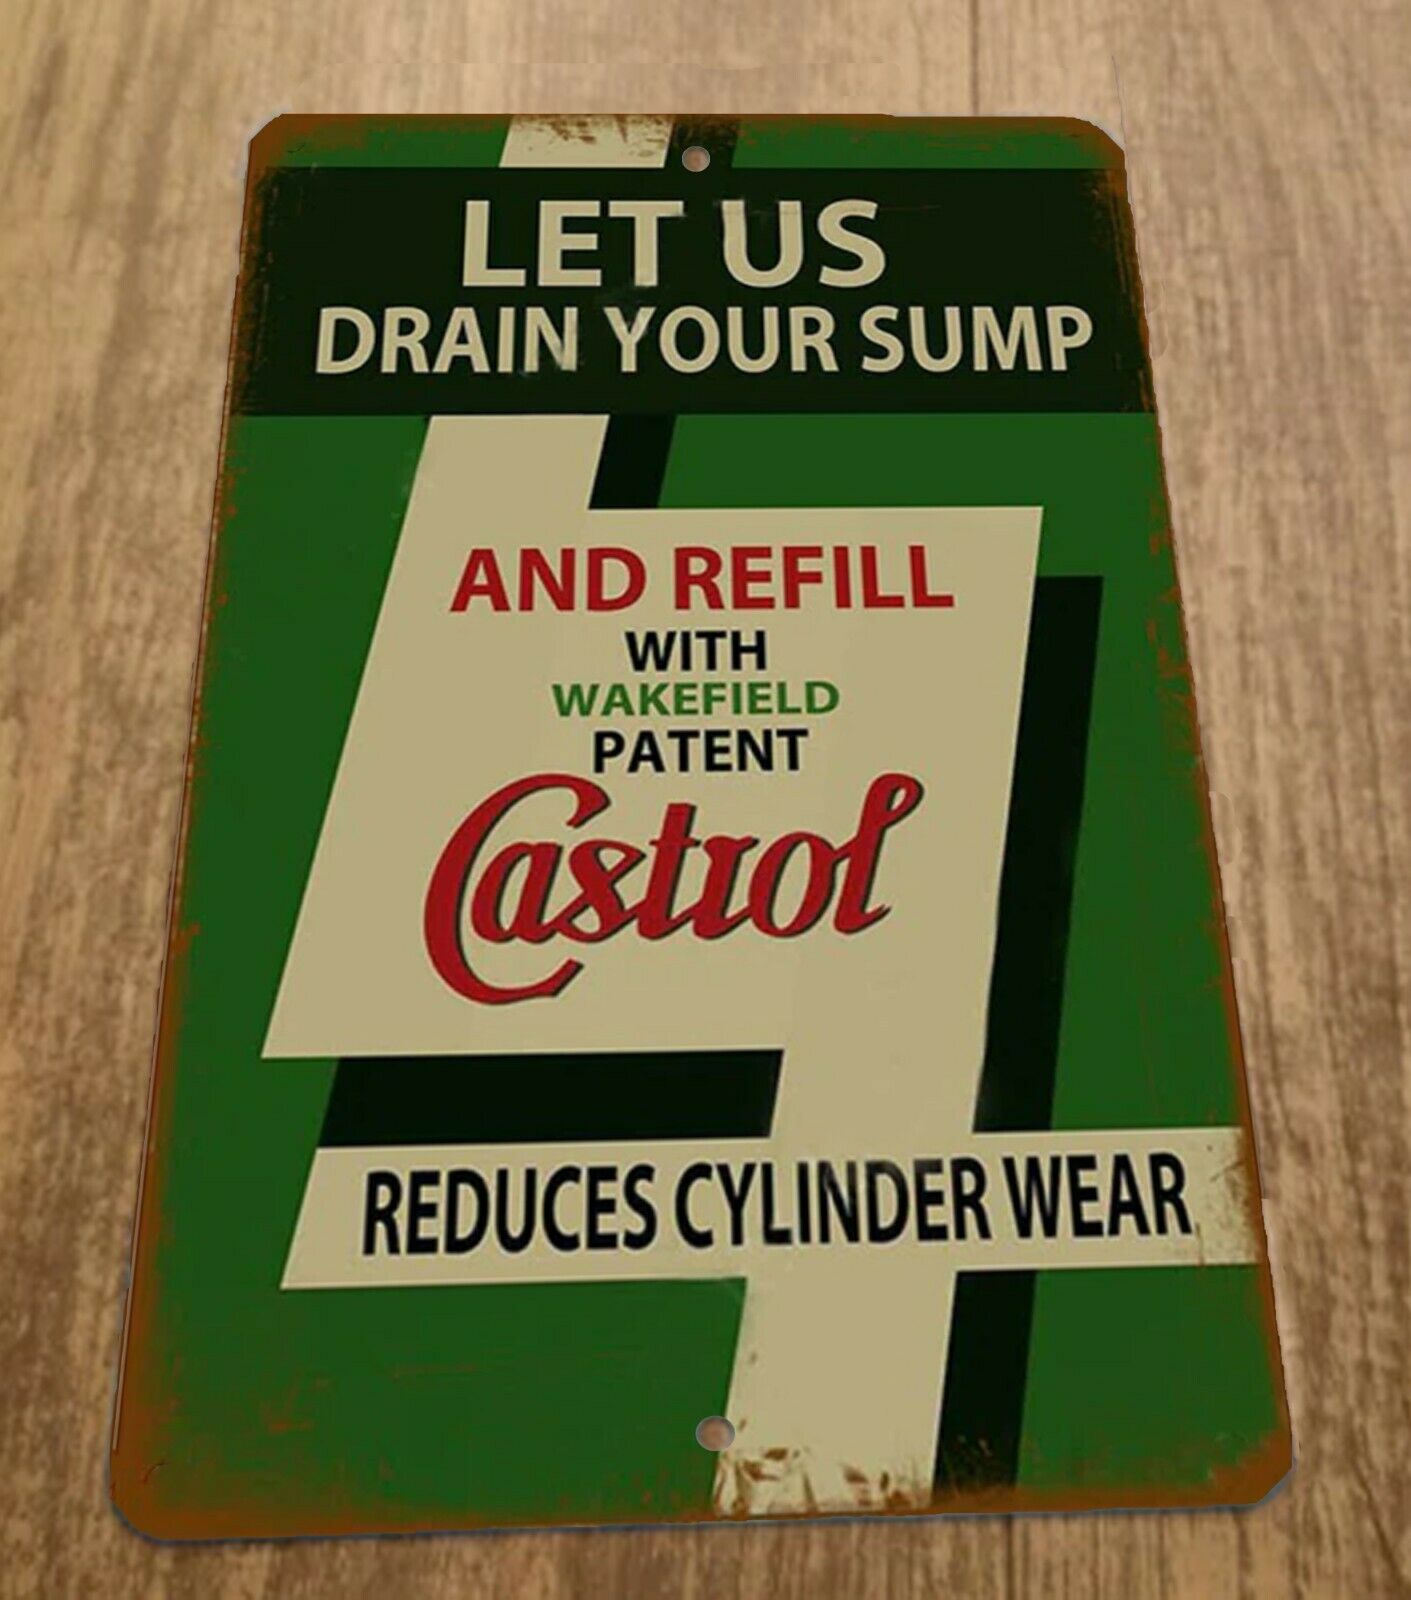 LET US
DRAIN YOUR SUMP
AND REFILL
WITH
WAKEFIELD
PATENT
Castrol
REDUCES CYLINDER WEAR